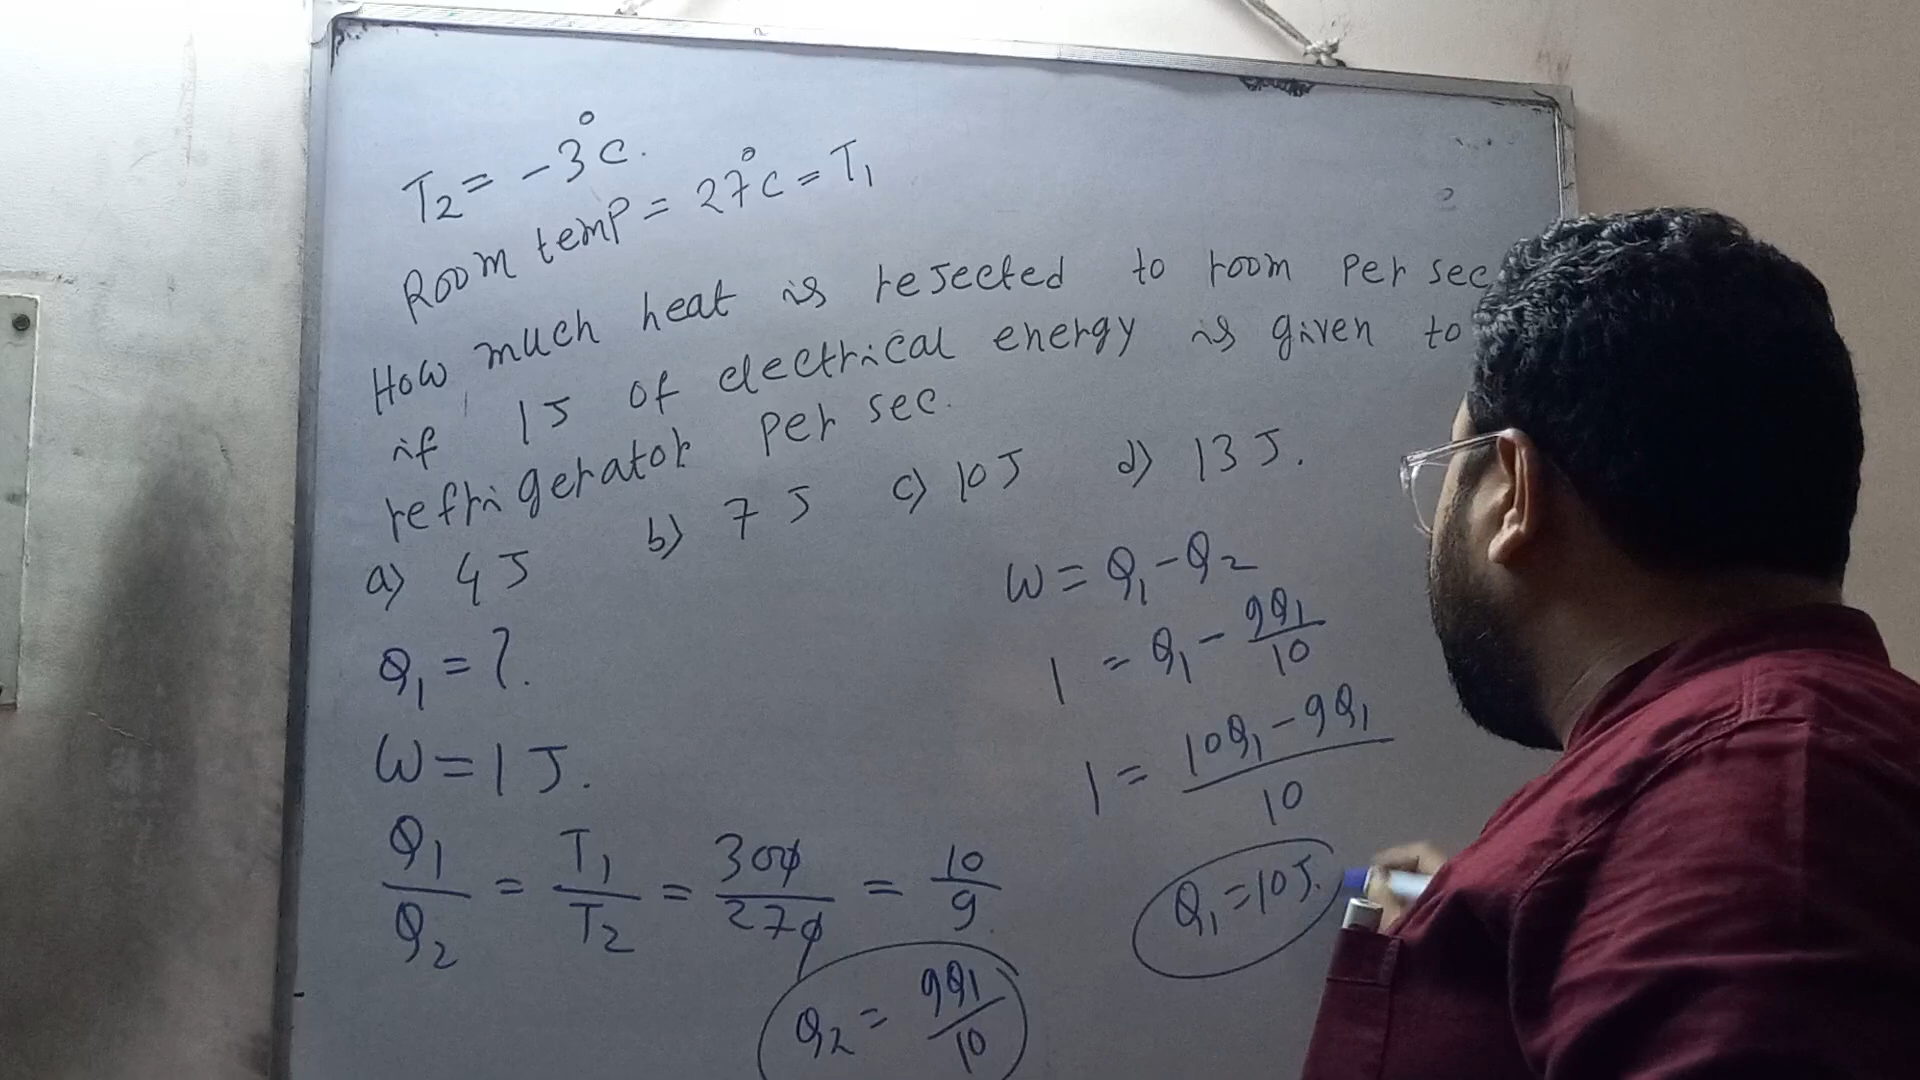 T₂ = -3°C.
Room temp = 27°C = T₁
How much heat is rejected to room per sec
if 1J of electrical energy is given to
refrigerator per sec.
a) 4J b) 7J c) 10J d) 13J.
Q₁ = ?
W = 1J.
Q₁/Q₂ = T₁/T₂ = 300/270 = 10/9
Q₂ = 9Q₁/10
W = Q₁ - Q₂
1 = Q₁ - 9Q₁/10
1 = 10Q₁ - 9Q₁/10
Q₁ = 10J.